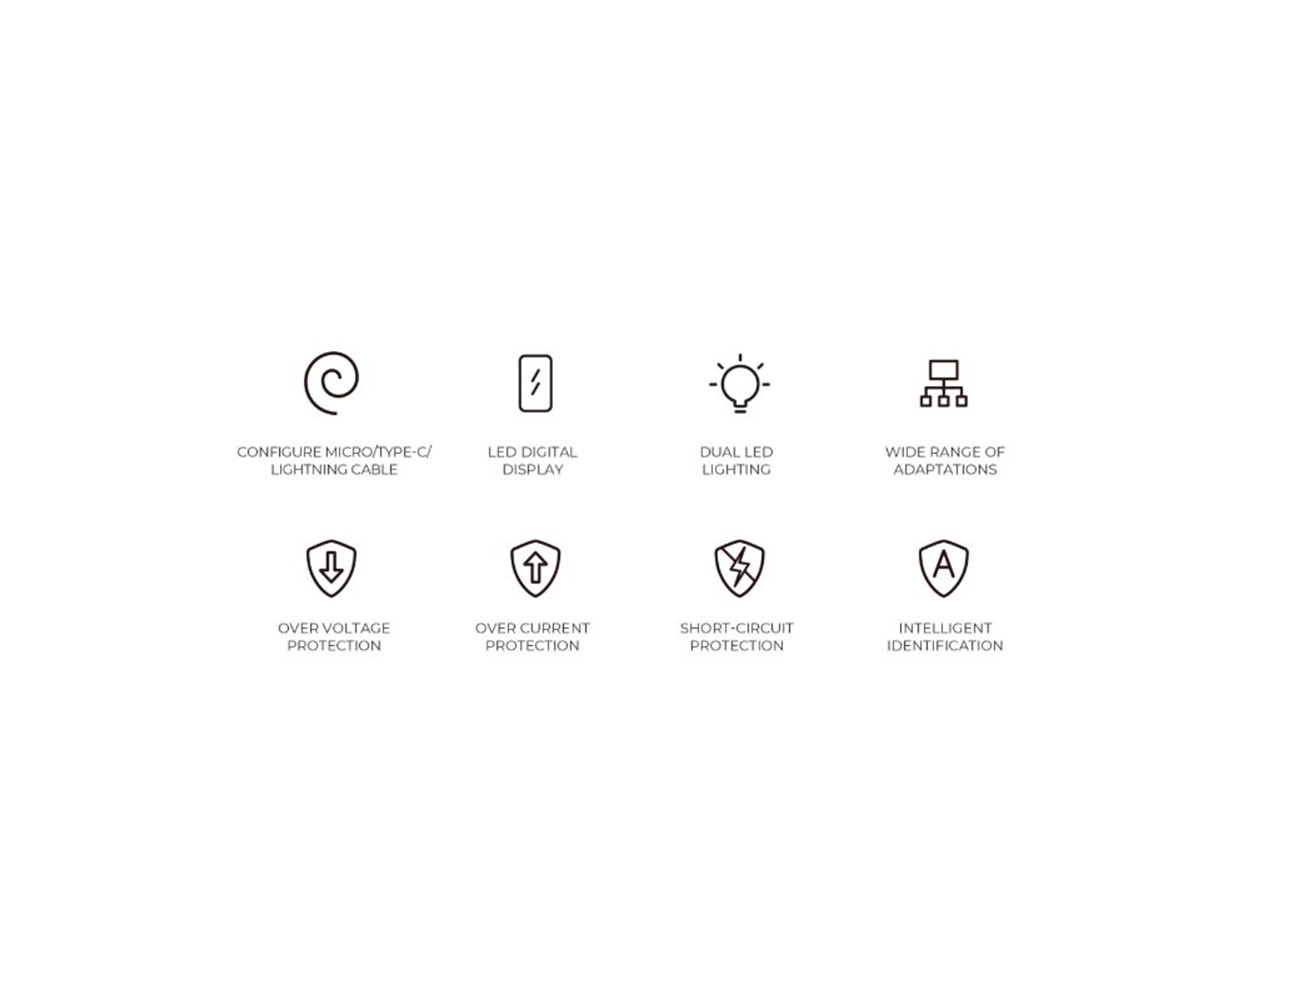 CONFIGURE MICRO/TYPE-C/
LIGHTNING CABLE
LED DIGITAL
DISPLAY
DUAL LED
LIGHTING
WIDE RANGE OF
ADAPTATIONS
OVER VOLTAGE
PROTECTION
OVER CURRENT
PROTECTION
SHORT-CIRCUIT
PROTECTION
A
INTELLIGENT
IDENTIFICATION